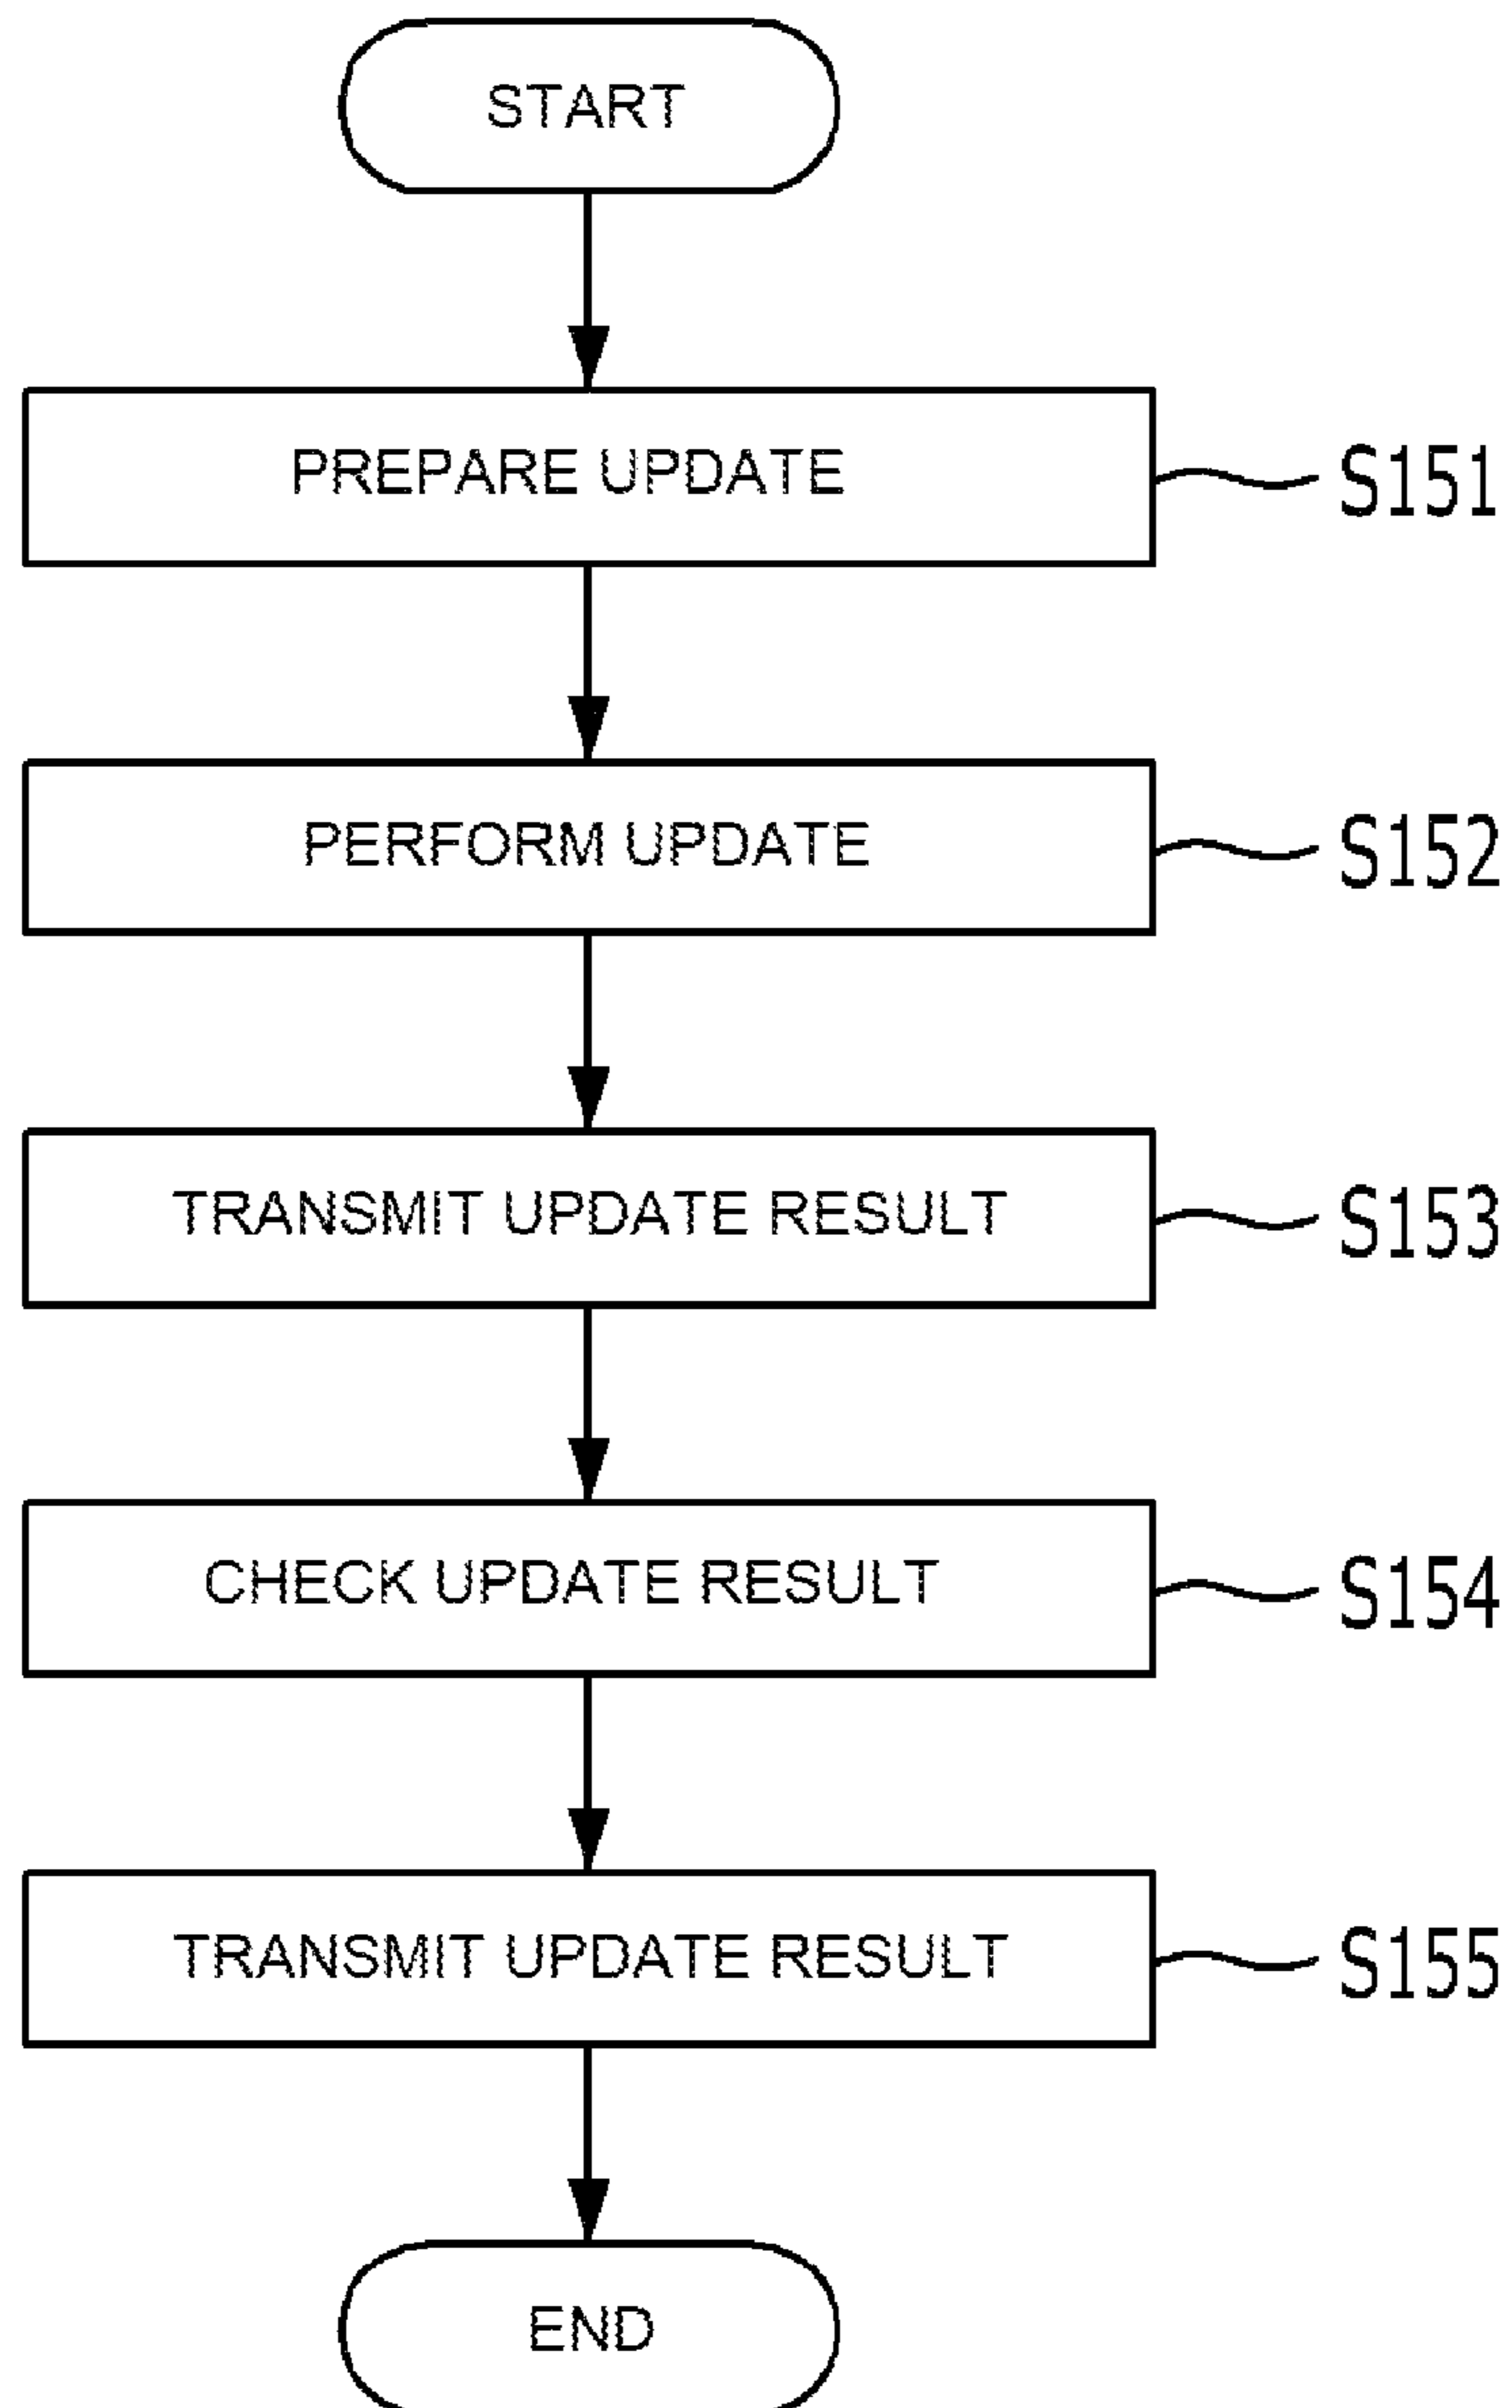 START
PREPARE UPDATE
S151
PERFORM UPDATE
S152
TRANSMIT UPDATE RESULT
S153
CHECK UPDATE RESULT
S154
TRANSMIT UPDATE RESULT
S155
END